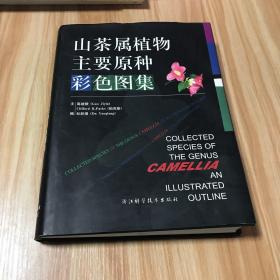 山茶属植物
主要原种
彩色图集
COLLECTED
SPECIES OF
THE GENUS
CAMELLIA
AN
ILLUSTRATED
OUTLINE
浙江科学技术出版社